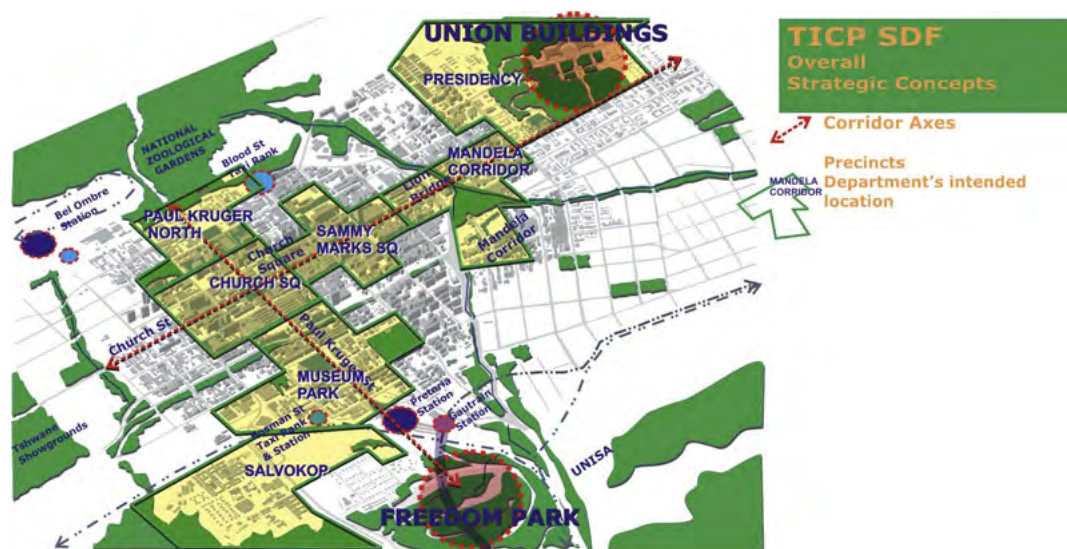 UNION BUILDINGS
PRESIDENCY
NATIONAL
ZOOLOGICAL
GARDENS
Blood St
Taxi Rank
MANDELA
CORRIDOR
Lion
Bridge
Bel Ombre
Station
PAUL KRUGER
NORTH
SAMMY
MARKS SQ
Church
Square
CHURCH SQ
Mandela
Corridor
Church St
Paul Kruger St
MUSEUM
PARK
Pretoria
Station
Gautrain
Station
Bosman St
Taxi Rank
& Station
Tshwane
Showgrounds
SALVOKOP
UNISA
FREEDOM PARK
TICP SDF
Overall
Strategic Concepts
Corridor Axes
MANDELA
CORRIDOR
Precincts
Department's intended
location